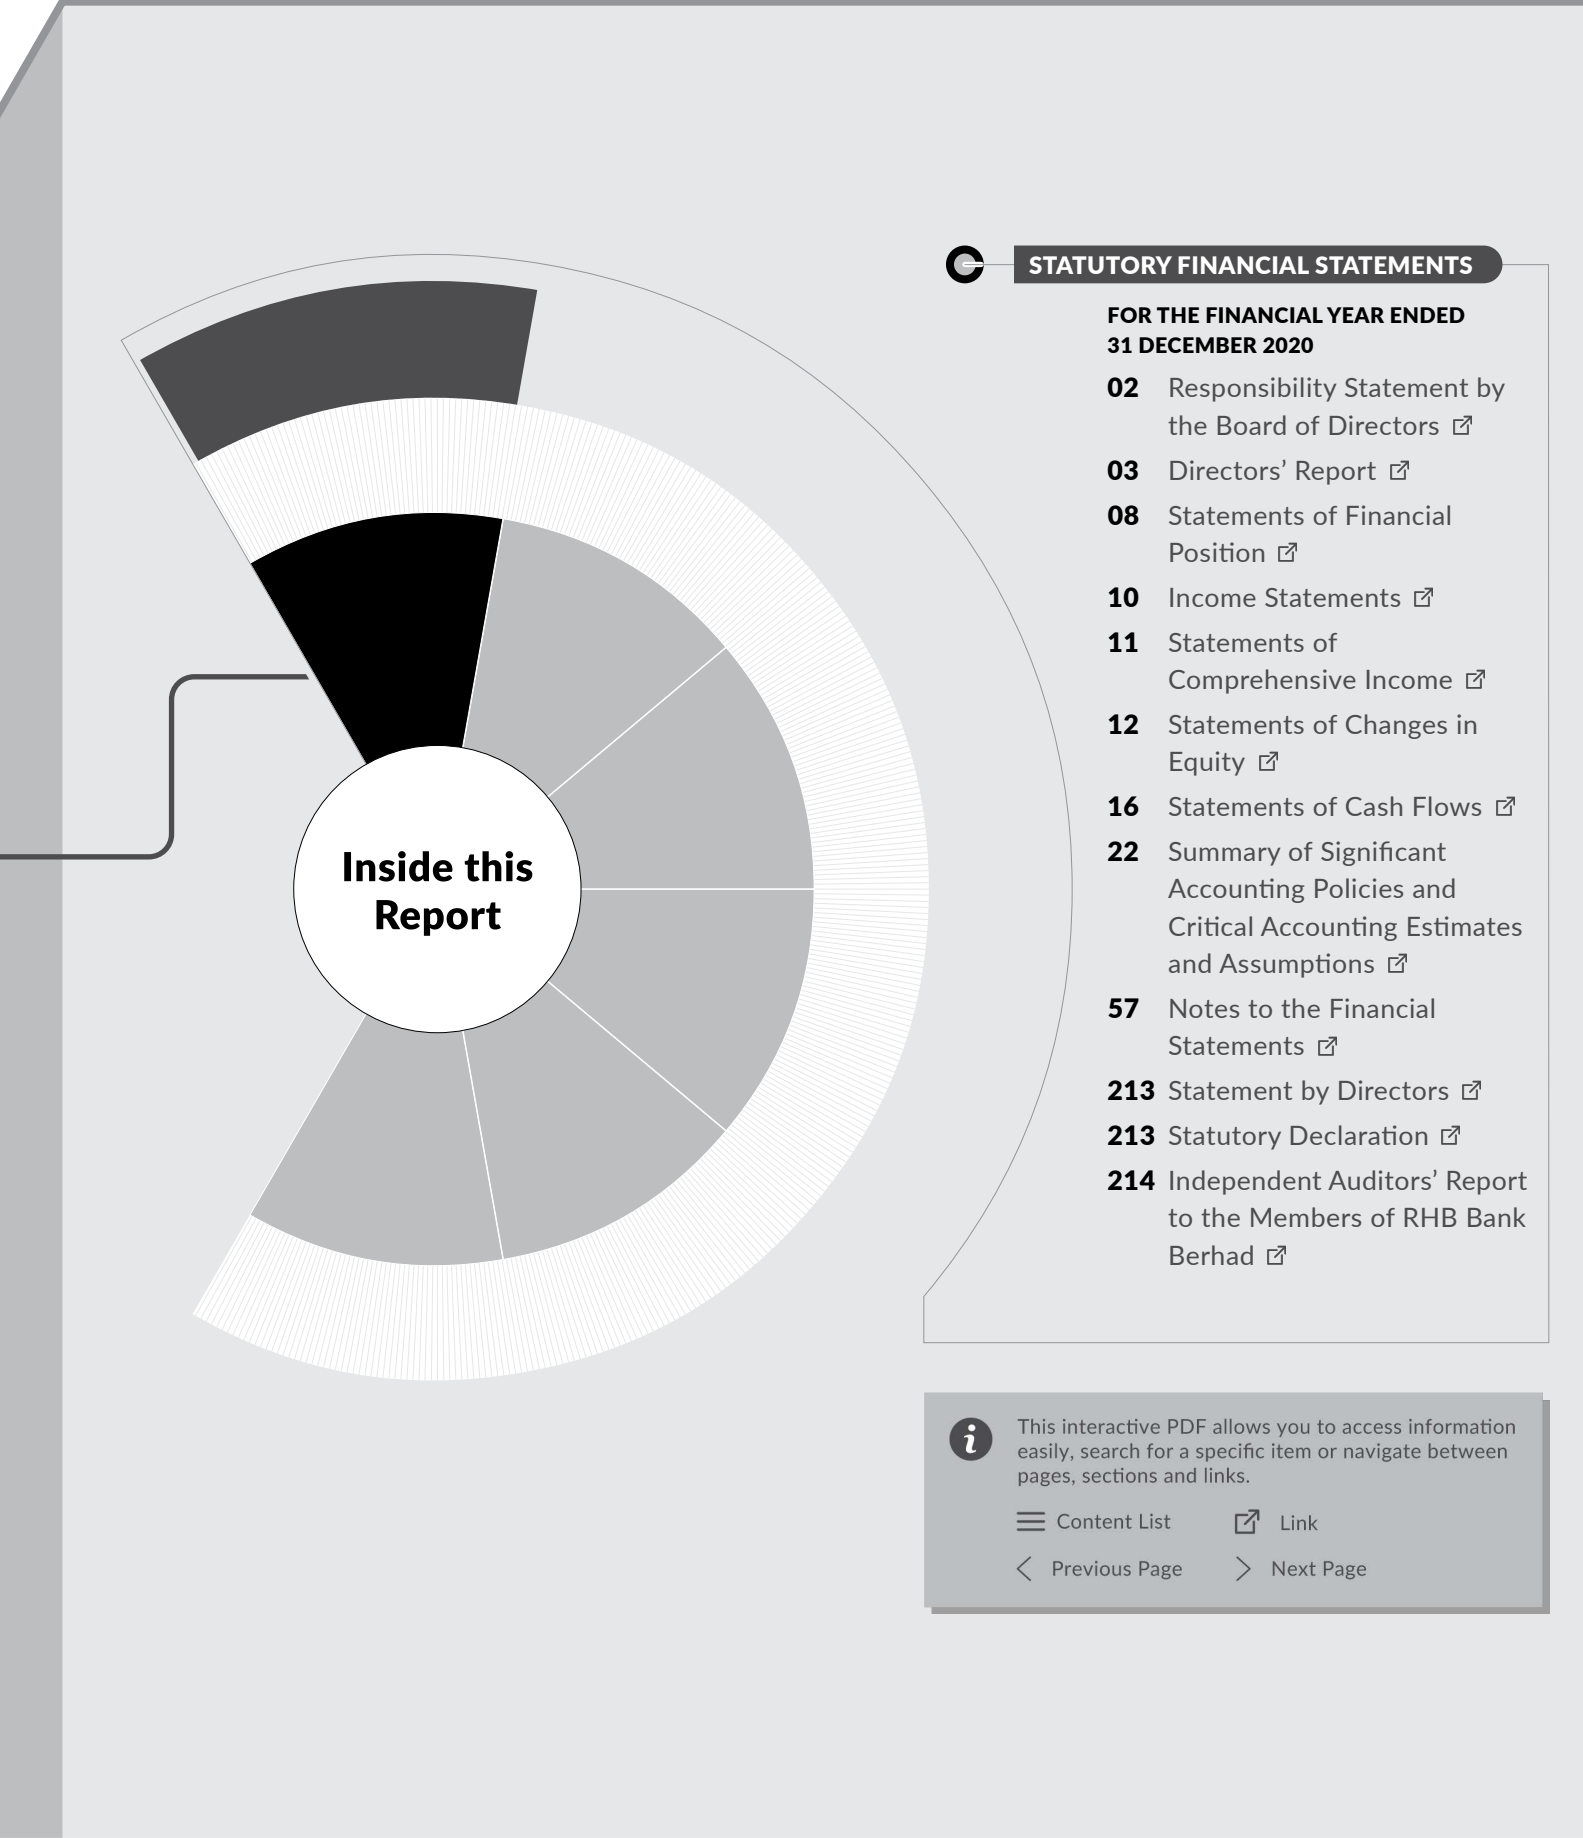 Inside this
Report
STATUTORY FINANCIAL STATEMENTS
FOR THE FINANCIAL YEAR ENDED
31 DECEMBER 2020
02 Responsibility Statement by
the Board of Directors
03 Directors’ Report
08 Statements of Financial
Position
10 Income Statements
11 Statements of
Comprehensive Income
12 Statements of Changes in
Equity
16 Statements of Cash Flows
22 Summary of Significant
Accounting Policies and
Critical Accounting Estimates
and Assumptions
57 Notes to the Financial
Statements
213 Statement by Directors
213 Statutory Declaration
214 Independent Auditors’ Report
to the Members of RHB Bank
Berhad
This interactive PDF allows you to access information
easily, search for a specific item or navigate between
pages, sections and links.
Content List Link
Previous Page Next Page